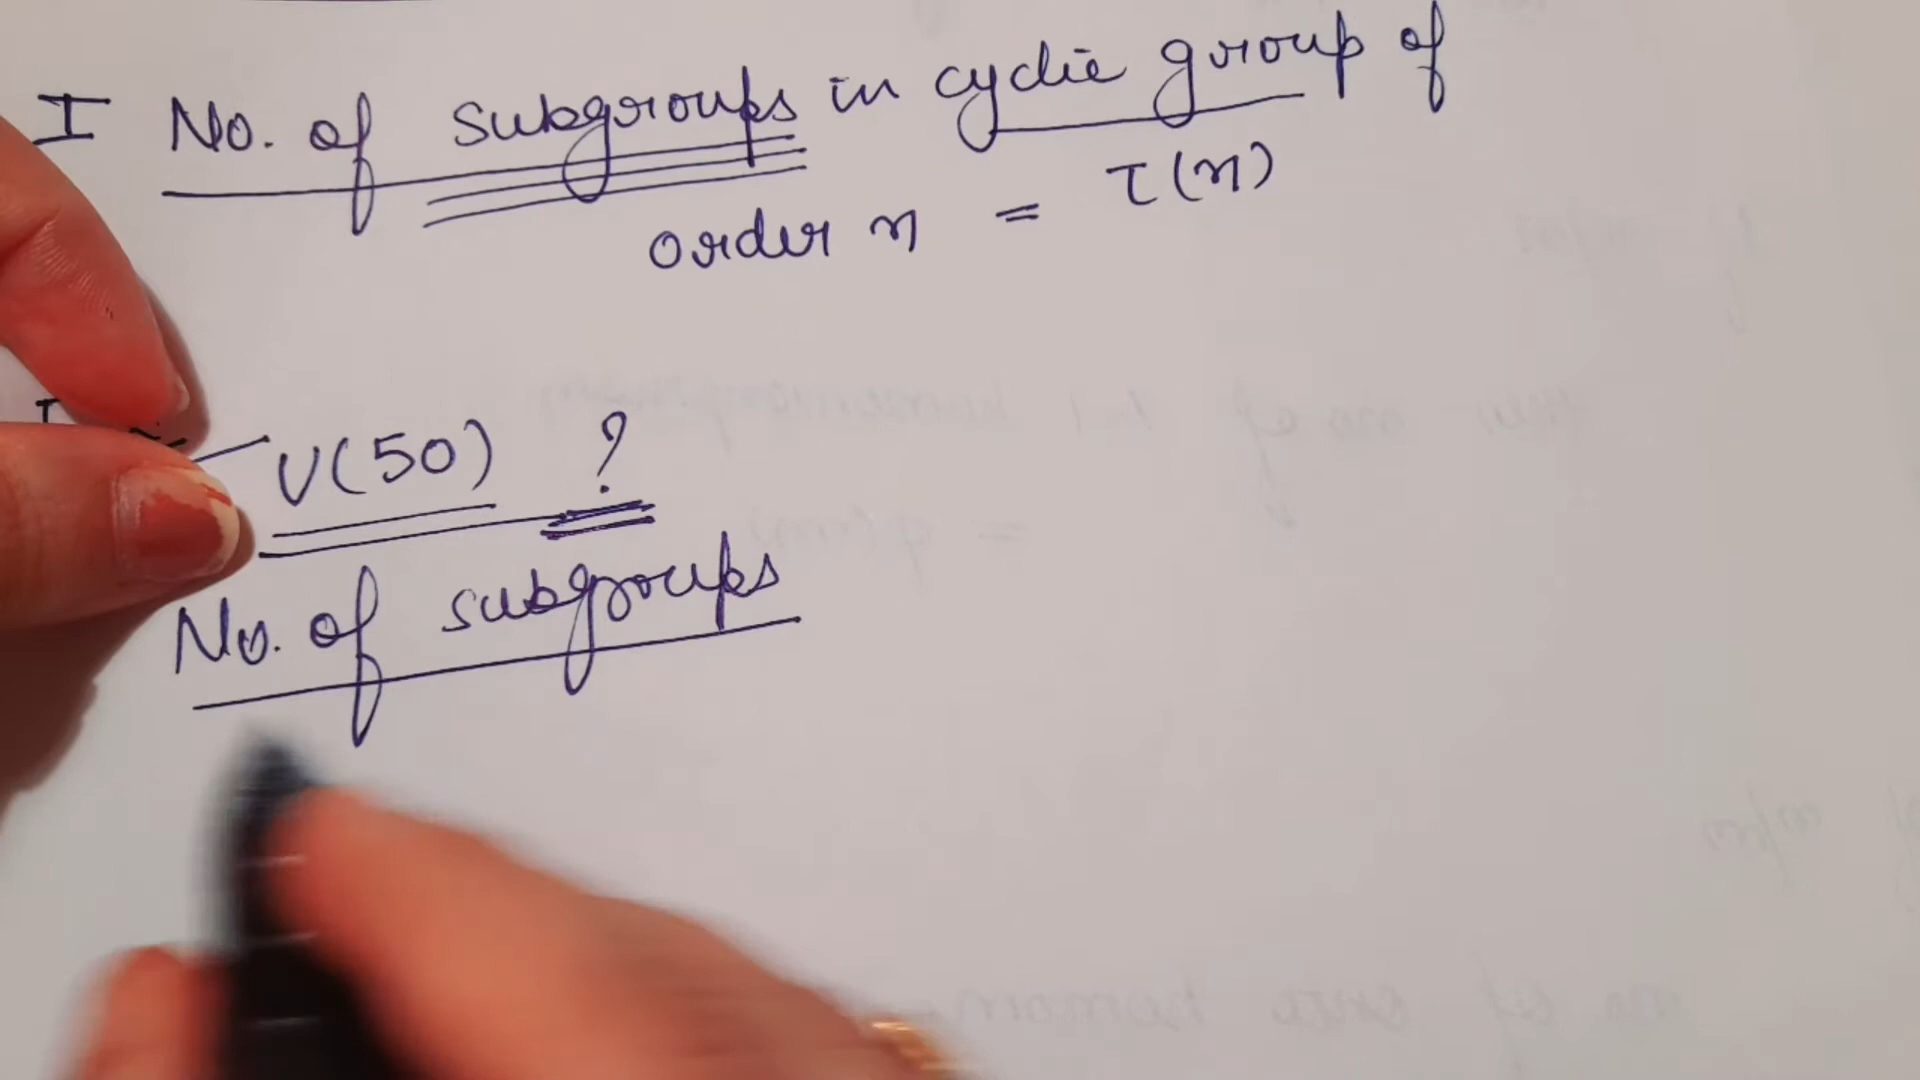 I No. of subgroups in cyclic group of
order n = τ(n)
U(50) ?
No. of subgroups